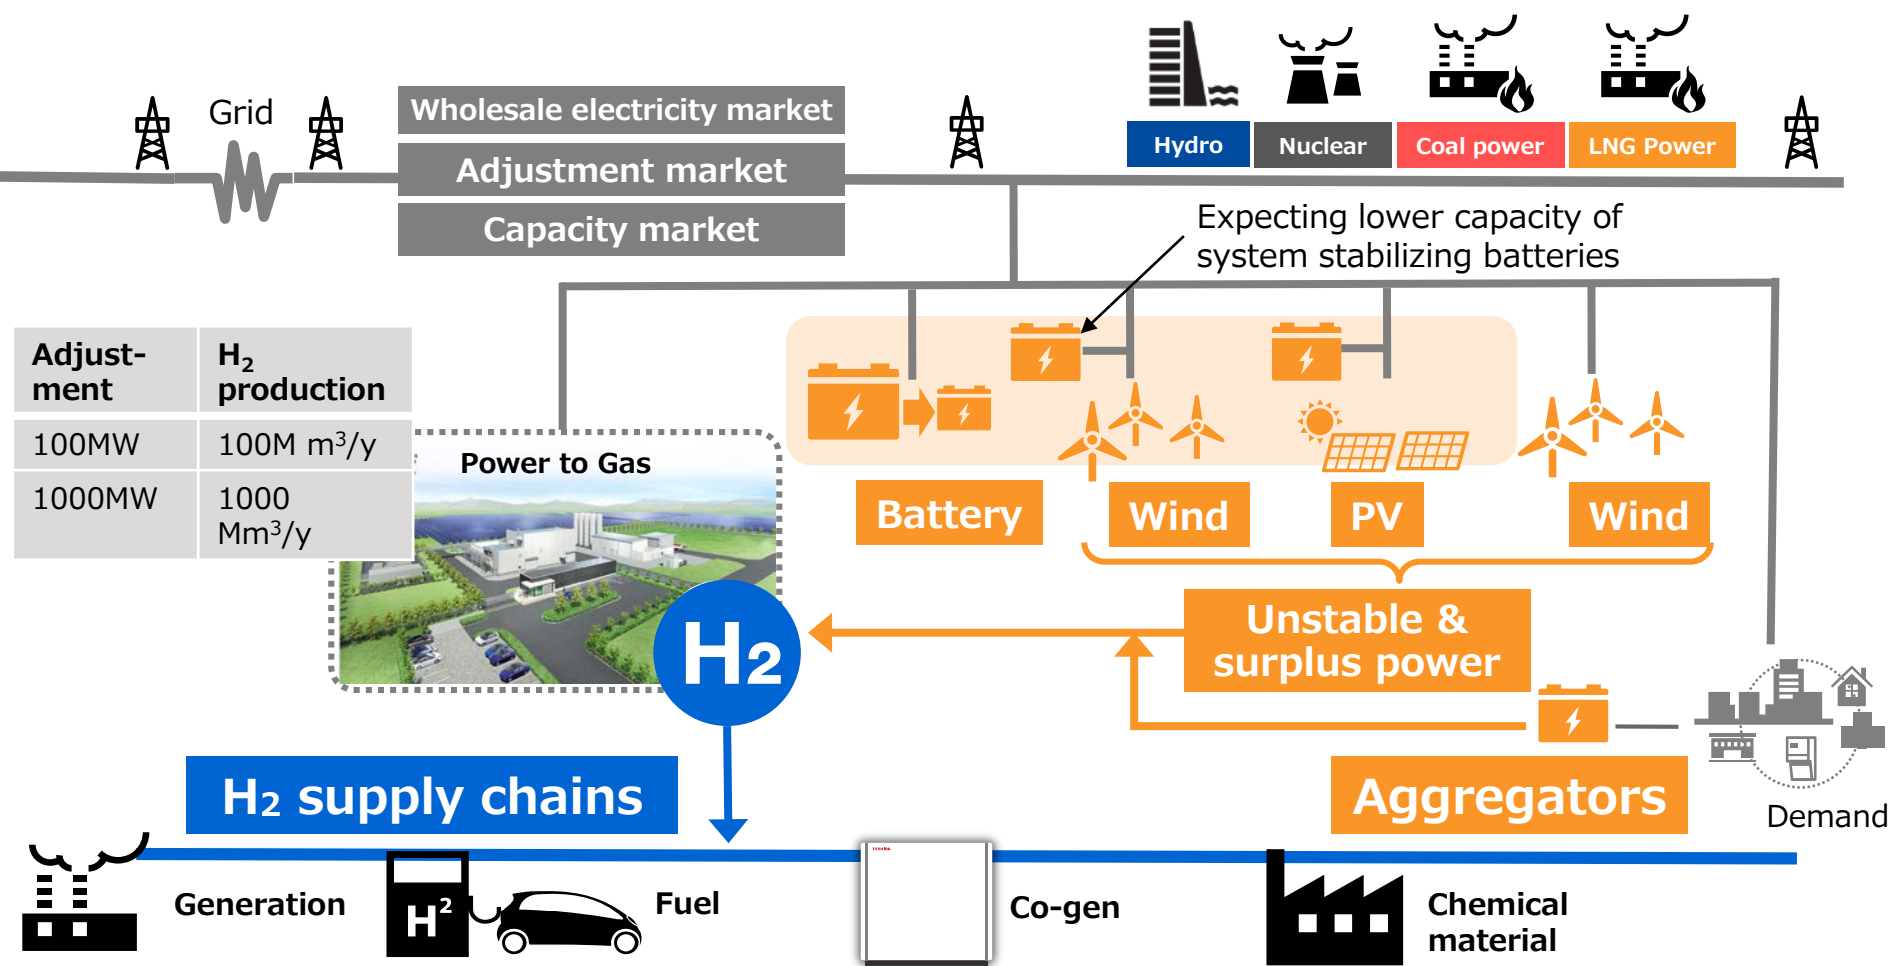 Grid
Wholesale electricity market
Adjustment market
Capacity market
Hydro
Nuclear
Coal power
LNG Power
Expecting lower capacity of
system stabilizing batteries
Adjust-
ment
H2
production
100MW
100M m³/y
1000MW
1000
Mm³/y
Power to Gas
Battery
Wind
PV
Wind
Unstable &
surplus power
H2
H2 supply chains
Aggregators
Demand
Generation
H²
Fuel
Co-gen
Chemical
material